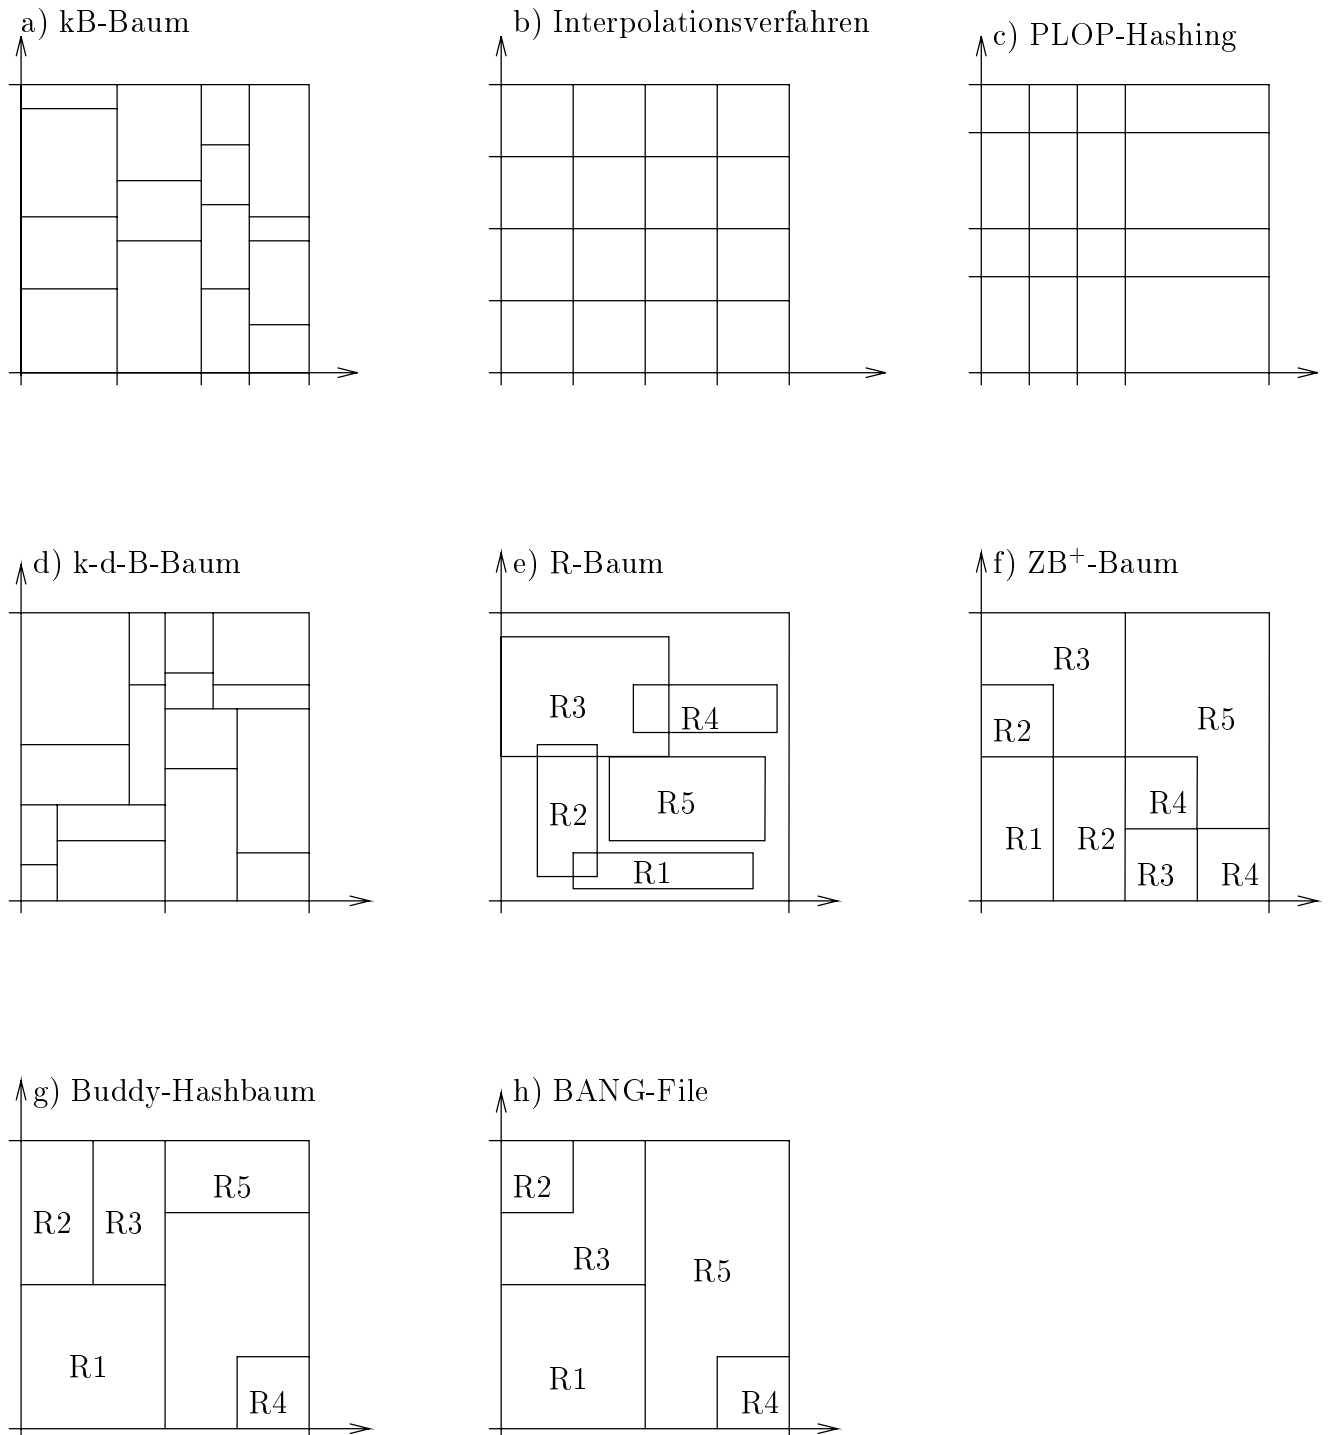 a) kB-Baum
b) Interpolationsverfahren
c) PLOP-Hashing
d) k-d-B-Baum
e) R-Baum
R3
R4
R2
R5
R1
f) ZB⁺-Baum
R3
R2
R5
R4
R1
R2
R3
R4
g) Buddy-Hashbaum
R5
R2
R3
R1
R4
h) BANG-File
R2
R3
R5
R1
R4